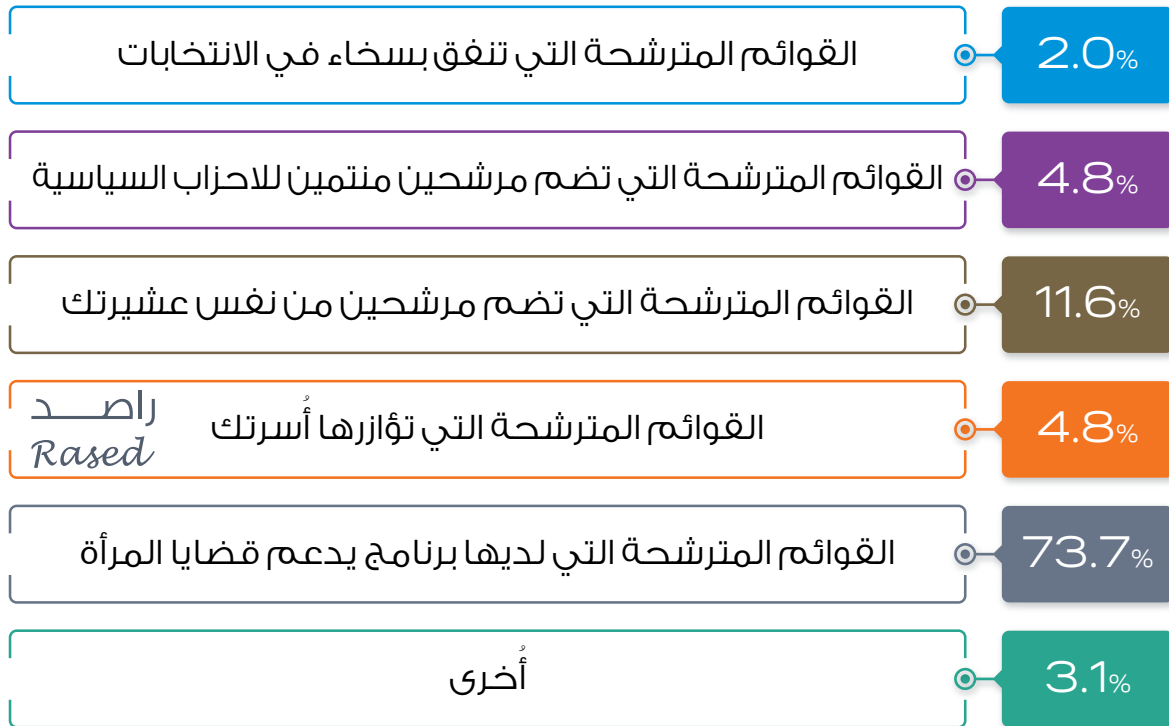 القوائم المترشحة التي تنفق بسخاء في الانتخابات 2.0%
القوائم المترشحة التي تضم مرشحين منتمين للاحزاب السياسية 4.8%
القوائم المترشحة التي تضم مرشحين من نفس عشيرتك 11.6%
القوائم المترشحة التي تؤازرها أُسرتك 4.8%
راصــــد
Rased
القوائم المترشحة التي لديها برنامج يدعم قضايا المرأة 73.7%
أُخرى 3.1%